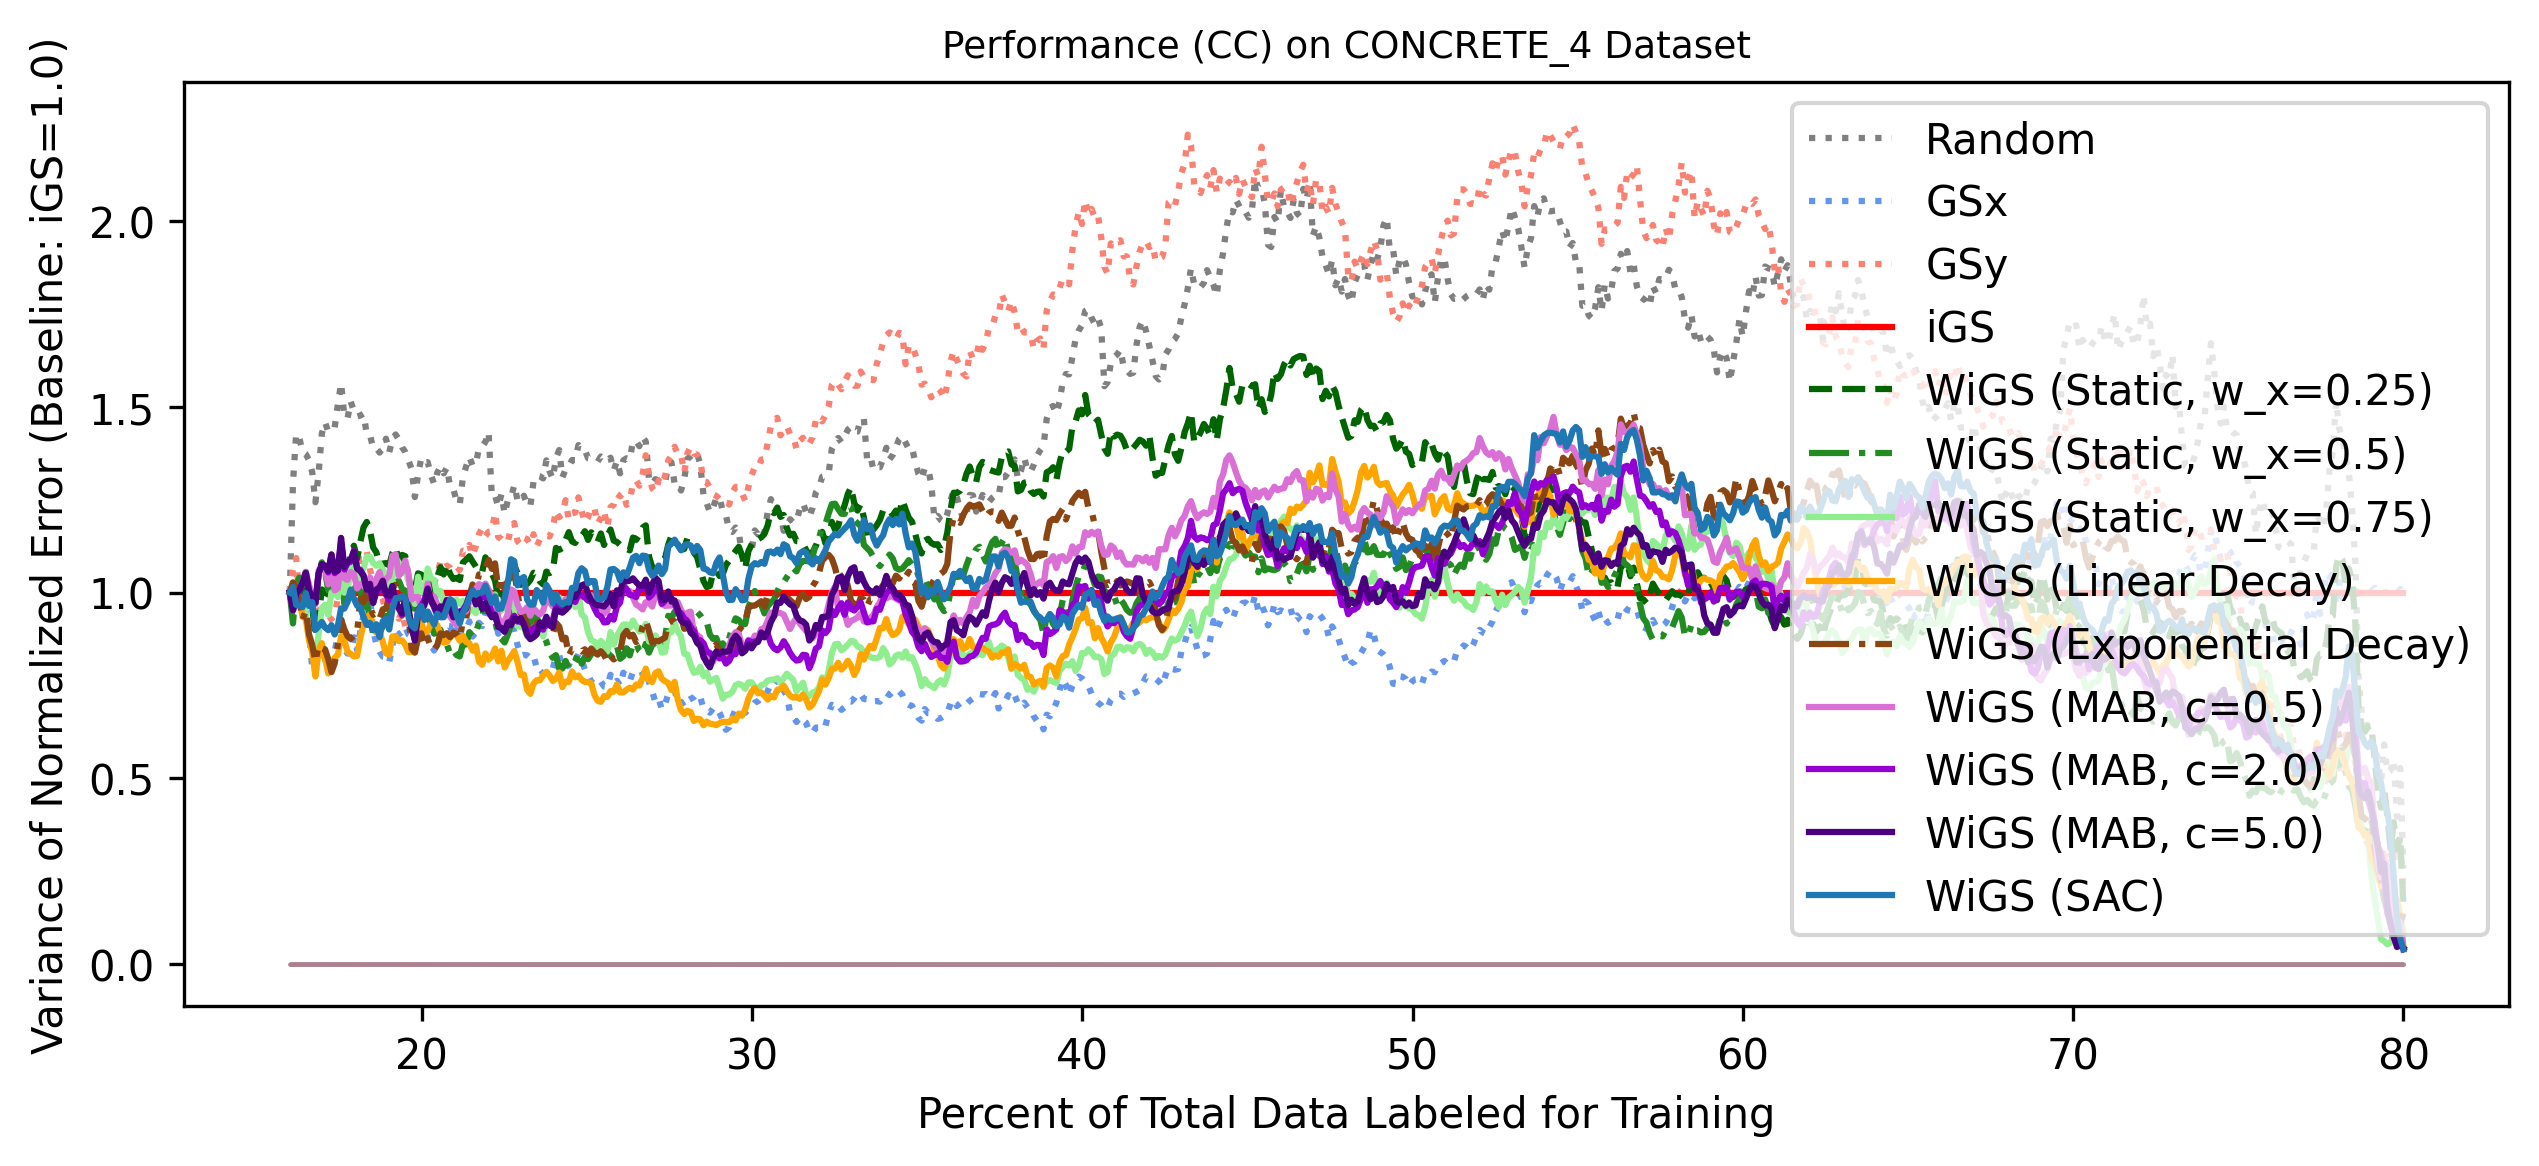 Performance (CC) on CONCRETE_4 Dataset
Variance of Normalized Error (Baseline: iGS=1.0)
2.0
1.5
1.0
0.5
0.0
Random
GSx
GSy
iGS
WiGS (Static, w_x=0.25)
WiGS (Static, w_x=0.5)
WiGS (Static, w_x=0.75)
WiGS (Linear Decay)
WiGS (Exponential Decay)
WiGS (MAB, c=0.5)
WiGS (MAB, c=2.0)
WiGS (MAB, c=5.0)
WiGS (SAC)
20 30 40 50 60 70 80
Percent of Total Data Labeled for Training